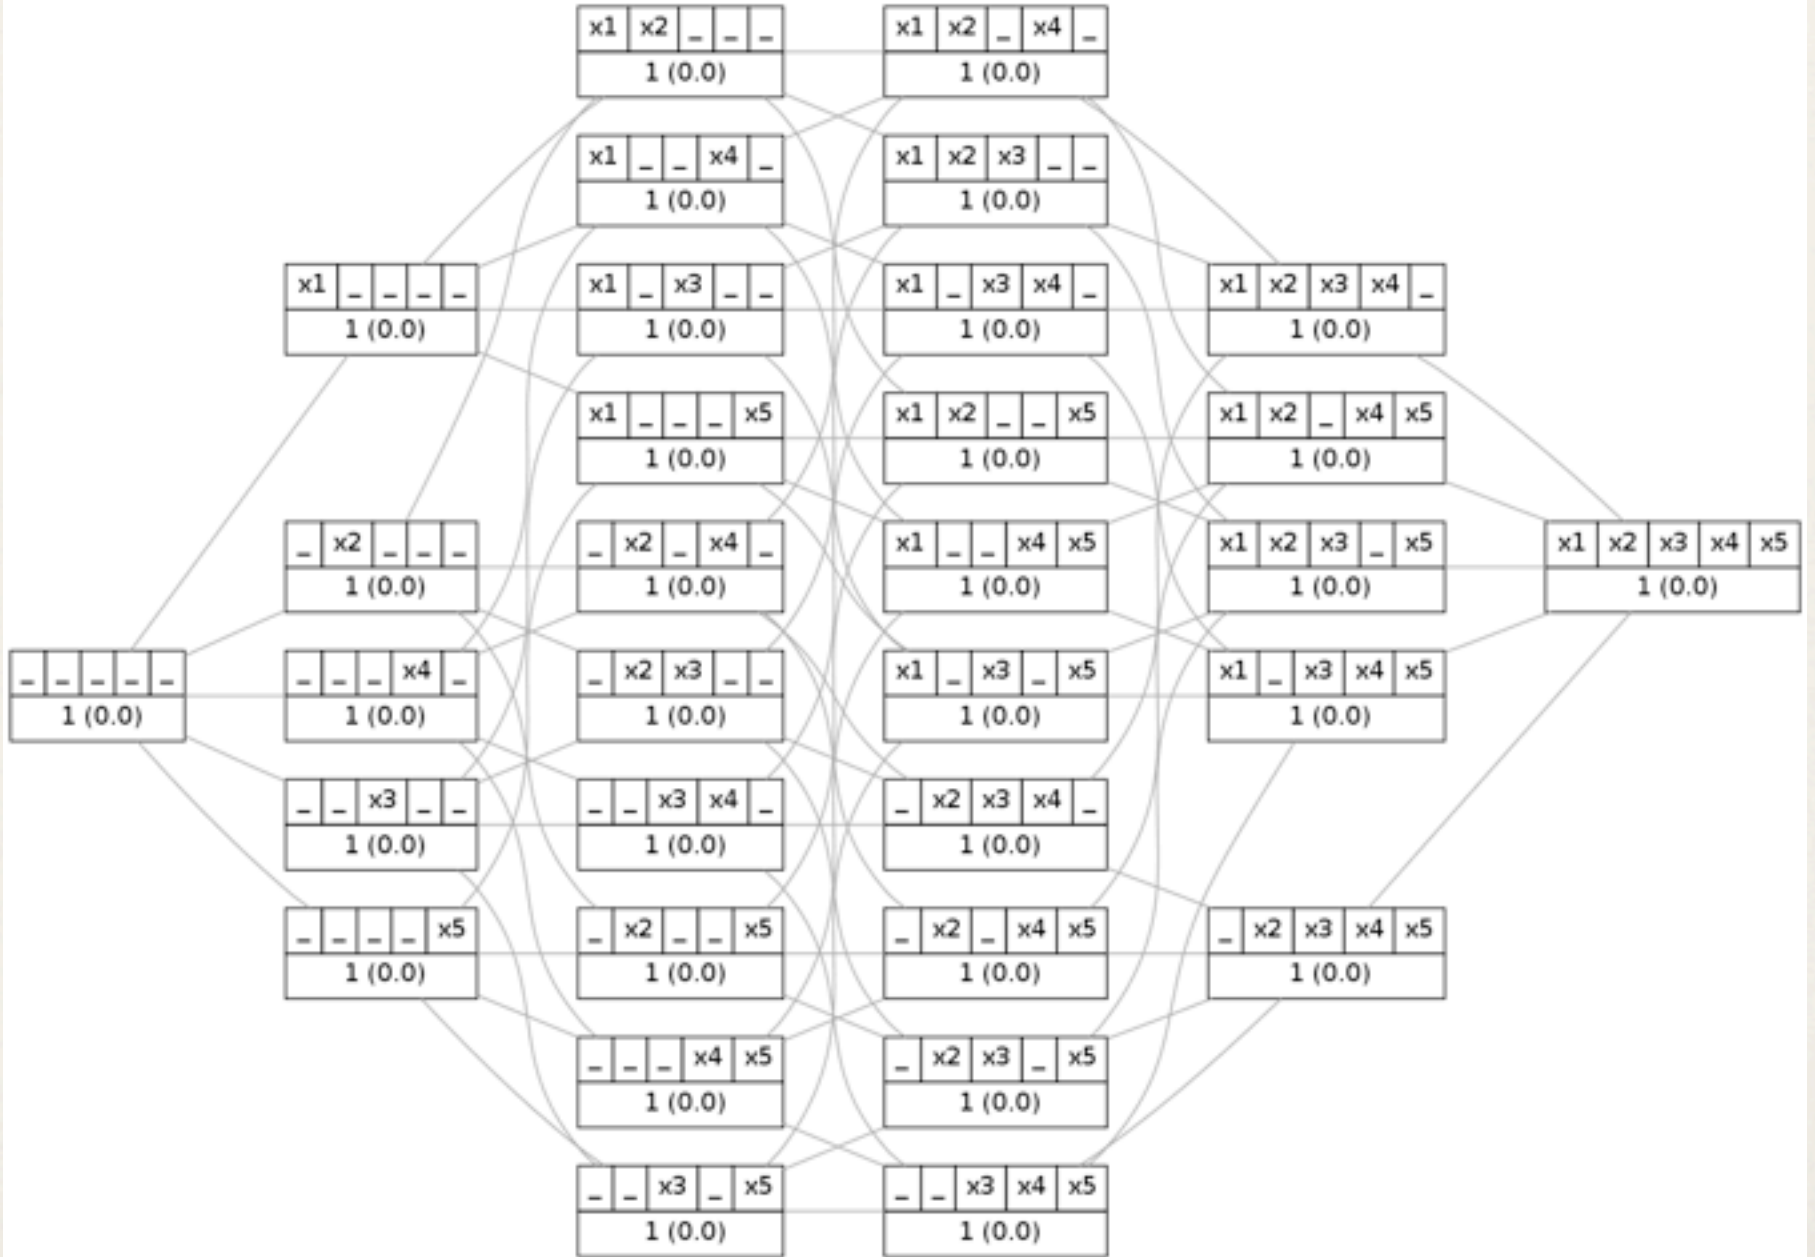 x1 x2 _ _ _
1 (0.0)
x1 x2 _ x4 _
1 (0.0)
x1 _ _ x4 _
1 (0.0)
x1 x2 x3 _ _
1 (0.0)
x1 _ _ _ _
1 (0.0)
x1 _ x3 _ _
1 (0.0)
x1 _ x3 x4 _
1 (0.0)
x1 x2 x3 x4 _
1 (0.0)
x1 _ _ _ x5
1 (0.0)
x1 x2 _ _ x5
1 (0.0)
x1 x2 _ x4 x5
1 (0.0)
_ x2 _ _ _
1 (0.0)
_ x2 _ x4 _
1 (0.0)
x1 _ _ x4 x5
1 (0.0)
x1 x2 x3 _ x5
1 (0.0)
x1 x2 x3 x4 x5
1 (0.0)
_ _ _ _ _
1 (0.0)
_ _ _ x4 _
1 (0.0)
_ x2 x3 _ _
1 (0.0)
x1 _ x3 _ x5
1 (0.0)
x1 _ x3 x4 x5
1 (0.0)
_ _ x3 _ _
1 (0.0)
_ _ x3 x4 _
1 (0.0)
_ x2 x3 x4 _
1 (0.0)
_ _ _ _ x5
1 (0.0)
_ x2 _ _ x5
1 (0.0)
_ x2 _ x4 x5
1 (0.0)
_ x2 x3 x4 x5
1 (0.0)
_ _ _ x4 x5
1 (0.0)
_ x2 x3 _ x5
1 (0.0)
_ _ x3 _ x5
1 (0.0)
_ _ x3 x4 x5
1 (0.0)